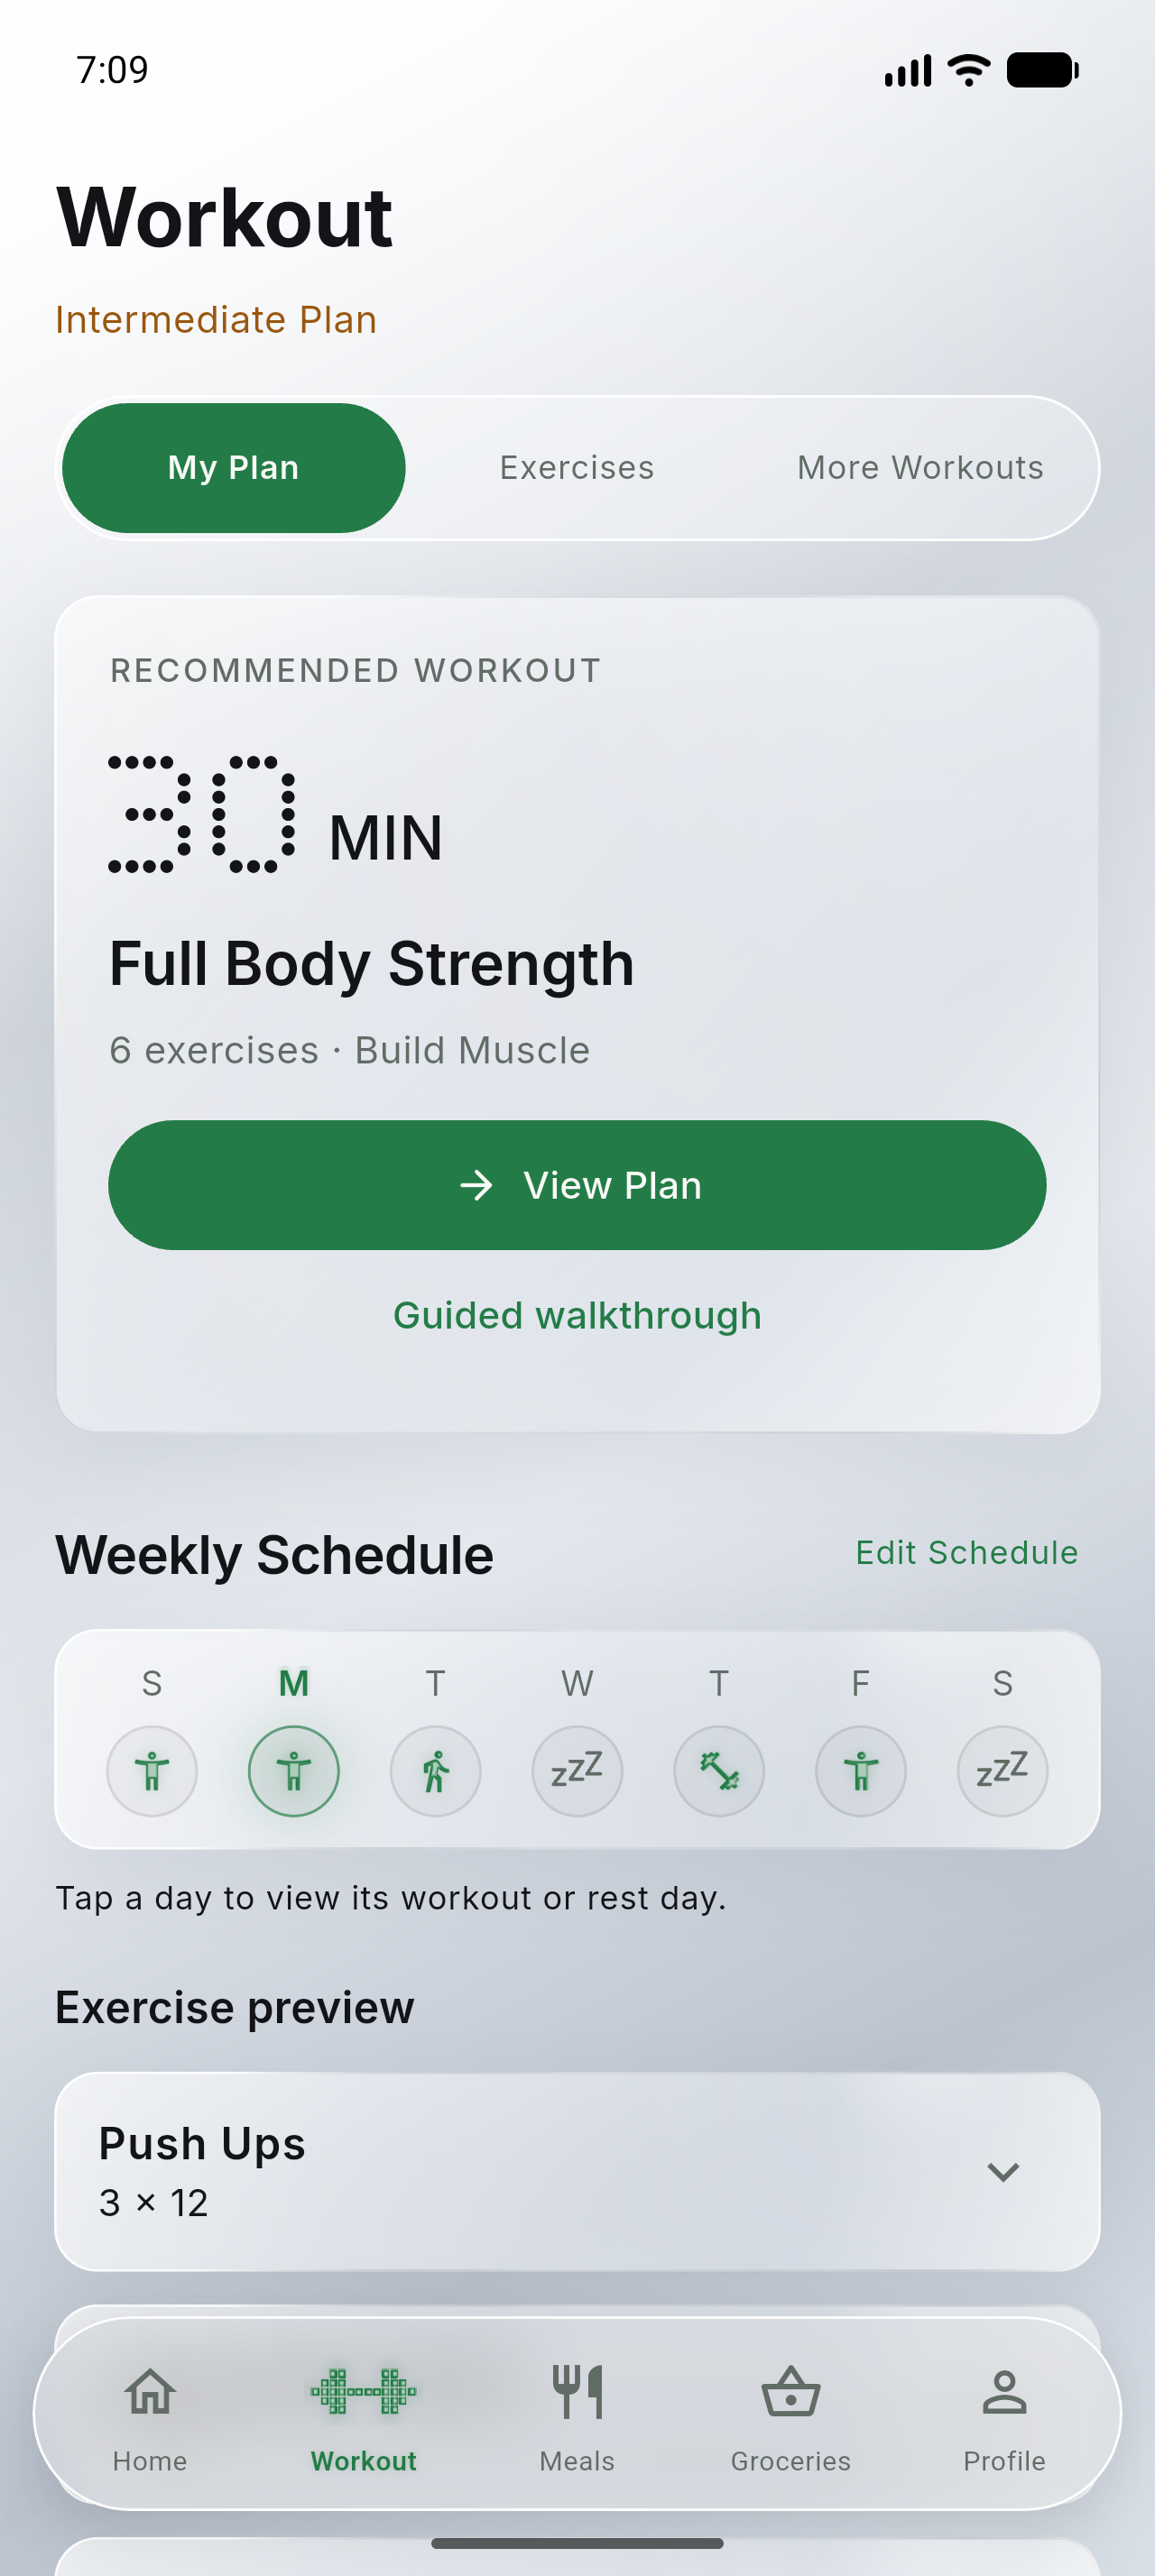 7:09
Workout
Intermediate Plan
My Plan Exercises More Workouts
RECOMMENDED WORKOUT
30 MIN
Full Body Strength
6 exercises · Build Muscle
View Plan
Guided walkthrough
Weekly Schedule Edit Schedule
S M T W T F S
zzZ zzZ
Tap a day to view its workout or rest day.
Exercise preview
Push Ups
3 × 12
Home Workout Meals Groceries Profile